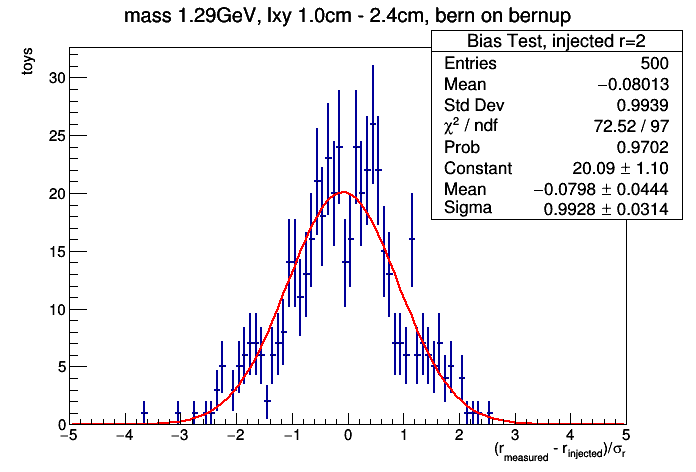 mass 1.29GeV, lxy 1.0cm - 2.4cm, bern on bernup
Bias Test, injected r=2
Entries 500
Mean −0.08013
Std Dev 0.9939
χ² / ndf 72.52 / 97
Prob 0.9702
Constant 20.09 ± 1.10
Mean −0.0798 ± 0.0444
Sigma 0.9928 ± 0.0314
toys
30
25
20
15
10
5
0
−5 −4 −3 −2 −1 0 1 2 3 4 5
(r_measured - r_injected)/σ_r